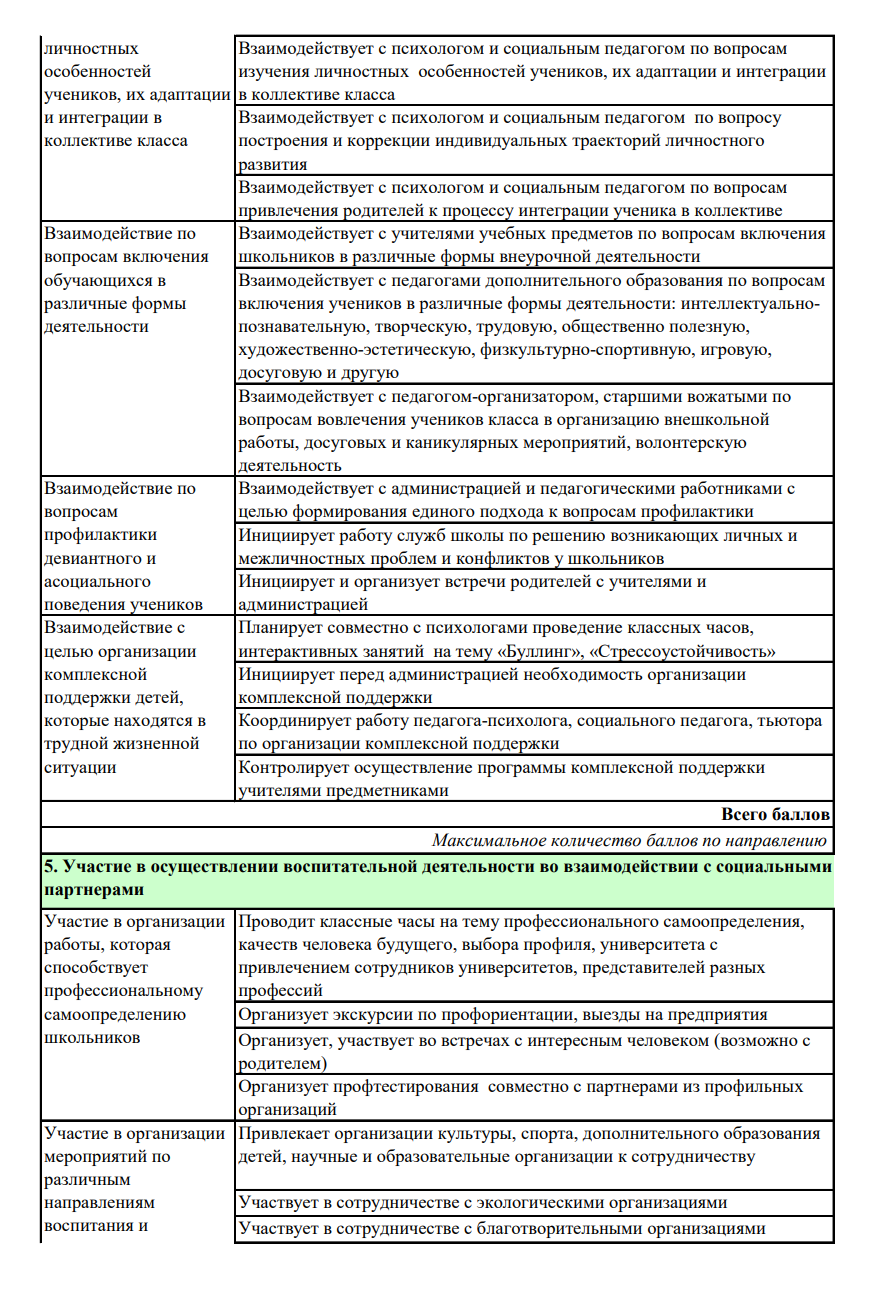 личностных
особенностей
учеников, их адаптации
и интеграции в
коллективе класса
Взаимодействует с психологом и социальным педагогом по вопросам
изучения личностных  особенностей учеников, их адаптации и интеграции
в коллективе класса
Взаимодействует с психологом и социальным педагогом  по вопросу
построения и коррекции индивидуальных траекторий личностного
развития
Взаимодействует с психологом и социальным педагогом по вопросам
привлечения родителей к процессу интеграции ученика в коллективе
Взаимодействие по
вопросам включения
обучающихся в
различные формы
деятельности
Взаимодействует с учителями учебных предметов по вопросам включения
школьников в различные формы внеурочной деятельности
Взаимодействует с педагогами дополнительного образования по вопросам
включения учеников в различные формы деятельности: интеллектуально-
познавательную, творческую, трудовую, общественно полезную,
художественно-эстетическую, физкультурно-спортивную, игровую,
досуговую и другую
Взаимодействует с педагогом-организатором, старшими вожатыми по
вопросам вовлечения учеников класса в организацию внешкольной
работы, досуговых и каникулярных мероприятий, волонтерскую
деятельность
Взаимодействие по
вопросам
профилактики
девиантного и
асоциального
поведения учеников
Взаимодействует с администрацией и педагогическими работниками с
целью формирования единого подхода к вопросам профилактики
Инициирует работу служб школы по решению возникающих личных и
межличностных проблем и конфликтов у школьников
Инициирует и организует встречи родителей с учителями и
администрацией
Взаимодействие с
целью организации
комплексной
поддержки детей,
которые находятся в
трудной жизненной
ситуации
Планирует совместно с психологами проведение классных часов,
интерактивных занятий  на тему «Буллинг», «Стрессоустойчивость»
Инициирует перед администрацией необходимость организации
комплексной поддержки
Координирует работу педагога-психолога, социального педагога, тьютора
по организации комплексной поддержки
Контролирует осуществление программы комплексной поддержки
учителями предметниками
Всего баллов
Максимальное количество баллов по направлению
5. Участие в осуществлении воспитательной деятельности во взаимодействии с социальными
партнерами
Участие в организации
работы, которая
способствует
профессиональному
самоопределению
школьников
Проводит классные часы на тему профессионального самоопределения,
качеств человека будущего, выбора профиля, университета с
привлечением сотрудников университетов, представителей разных
профессий
Организует экскурсии по профориентации, выезды на предприятия
Организует, участвует во встречах с интересным человеком (возможно с
родителем)
Организует профтестирования  совместно с партнерами из профильных
организаций
Участие в организации
мероприятий по
различным
направлениям
воспитания и
Привлекает организации культуры, спорта, дополнительного образования
детей, научные и образовательные организации к сотрудничеству
Участвует в сотрудничестве с экологическими организациями
Участвует в сотрудничестве с благотворительными организациями